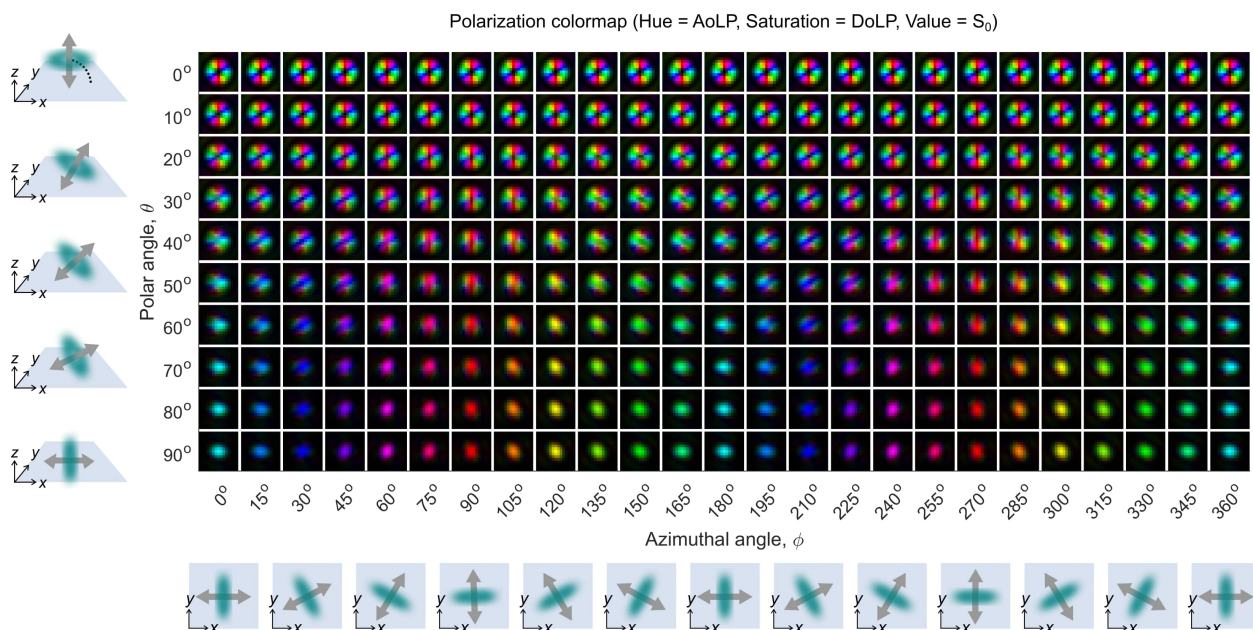 Polarization colormap (Hue = AoLP, Saturation = DoLP, Value = S₀)
z y x
z y x
z y x
z y x
z y x
Polar angle, θ
0°
10°
20°
30°
40°
50°
60°
70°
80°
90°
0° 15° 30° 45° 60° 75° 90° 105° 120° 135° 150° 165° 180° 195° 210° 225° 240° 255° 270° 285° 300° 315° 330° 345° 360°
Azimuthal angle, ϕ
y y y y y y y y y y y y y
x x x x x x x x x x x x x